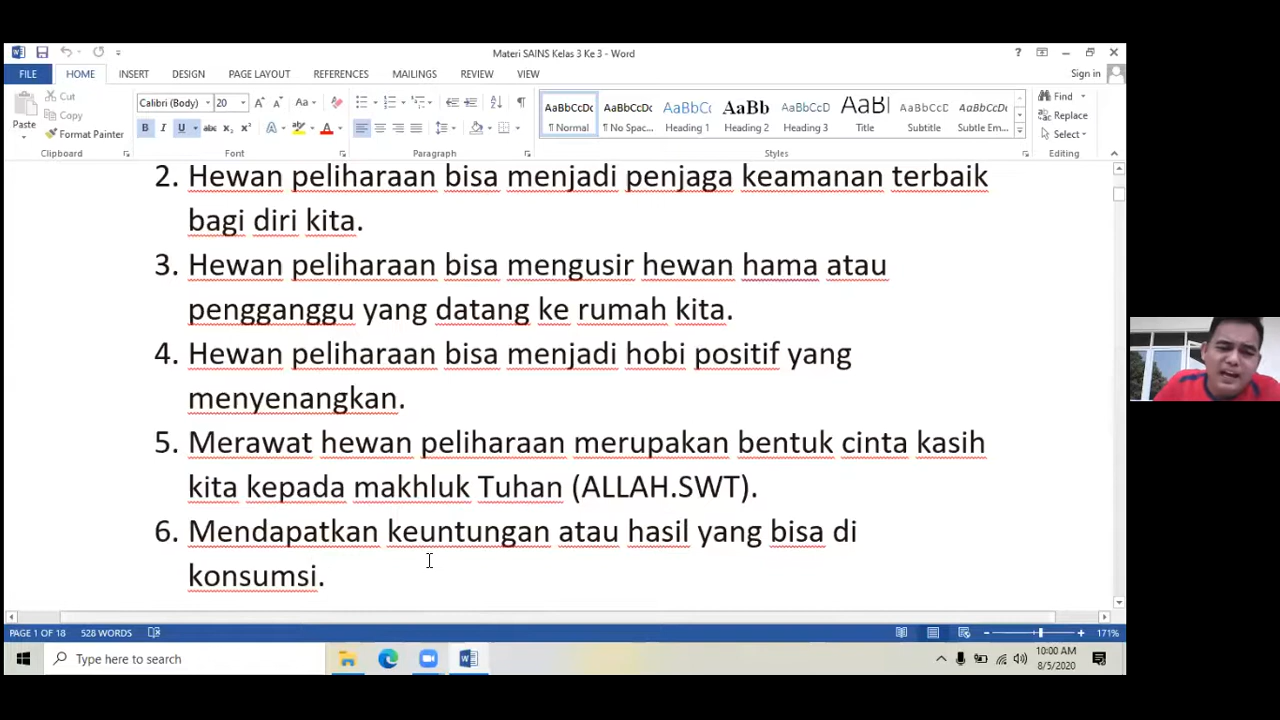 Materi SAINS Kelas 3 Ke 3 - Word
FILE HOME INSERT DESIGN PAGE LAYOUT REFERENCES MAILINGS REVIEW VIEW Sign in
Paste
Cut
Copy
Format Painter
Clipboard
Calibri (Body) 20
Font
Paragraph
AaBbCcDc AaBbCcDc AaBbCc AaBb AaBbCcD AaB AaBbCcD AaBbCcDc
¶ Normal ¶ No Spac... Heading 1 Heading 2 Heading 3 Title Subtitle Subtle Em...
Styles
Find
Replace
Select
Editing
2. Hewan peliharaan bisa menjadi penjaga keamanan terbaik
bagi diri kita.
3. Hewan peliharaan bisa mengusir hewan hama atau
pengganggu yang datang ke rumah kita.
4. Hewan peliharaan bisa menjadi hobi positif yang
menyenangkan.
5. Merawat hewan peliharaan merupakan bentuk cinta kasih
kita kepada makhluk Tuhan (ALLAH.SWT).
6. Mendapatkan keuntungan atau hasil yang bisa di
konsumsi.
PAGE 1 OF 18 528 WORDS 171%
Type here to search
10:00 AM
8/5/2020